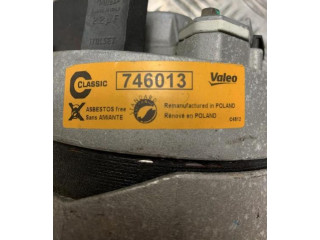 C CLASSIC 746013 Valeo
ASBESTOS free
Sans AMIANTE
Remanufactured in POLAND
Rénové en POLAND